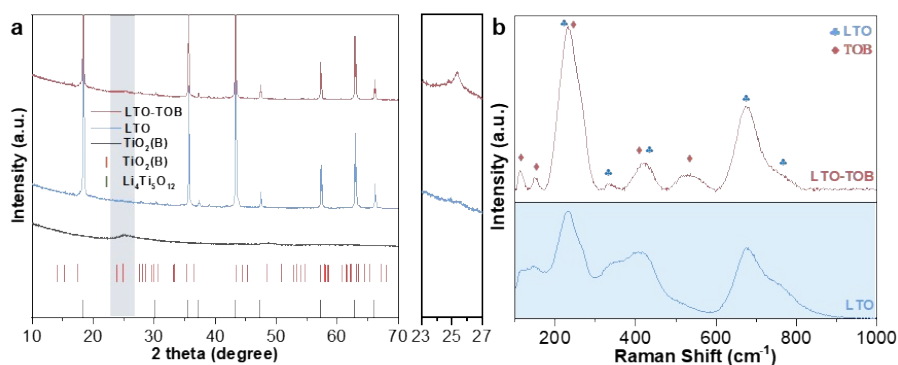 a
Intensity (a.u.)
LTO-TOB
LTO
TiO₂(B)
TiO₂(B)
Li₄Ti₅O₁₂
10 20 30 40 50 60 70
2 theta (degree)
23 25 27
b
Intensity (a.u.)
♣ LTO
♦ TOB
LTO-TOB
LTO
200 400 600 800 1000
Raman Shift (cm⁻¹)